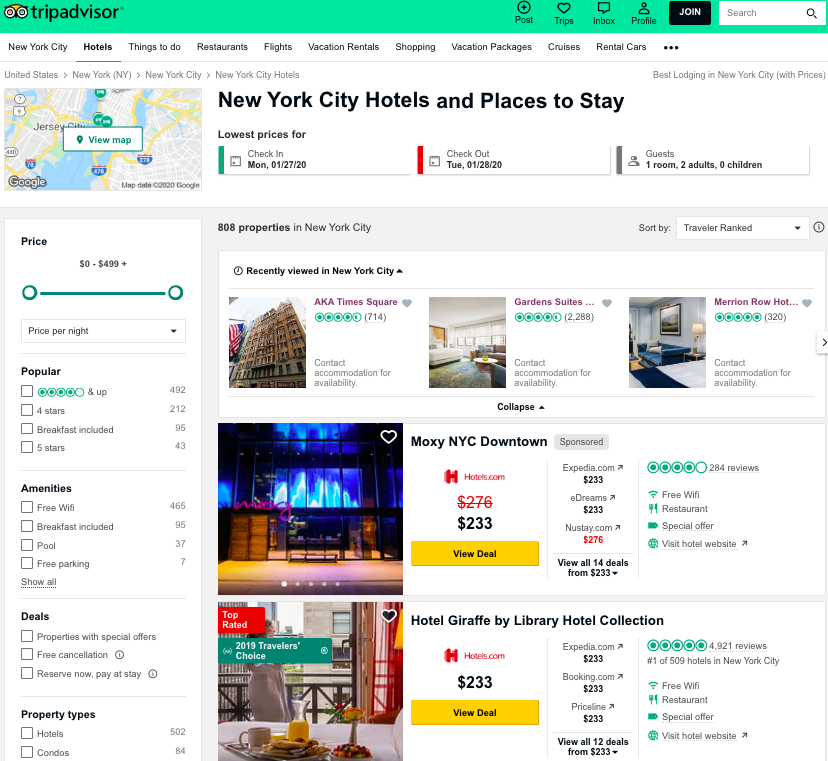 tripadvisor®
Post
Trips
Inbox
Profile
JOIN
Search
New York City
Hotels
Things to do
Restaurants
Flights
Vacation Rentals
Shopping
Vacation Packages
Cruises
Rental Cars
United States > New York (NY) > New York City > New York City Hotels
Best Lodging in New York City (with Prices)
Jersey City
View map
7
9
440
78
478
278
Google
Map data ©2020 Google
New York City Hotels and Places to Stay
Lowest prices for
Check In
Mon, 01/27/20
Check Out
Tue, 01/28/20
Guests
1 room, 2 adults, 0 children
808 properties in New York City
Sort by:
Traveler Ranked
Price
$0 - $499 +
Price per night
Popular
& up 492
4 stars 212
Breakfast included 95
5 stars 43
Amenities
Free Wifi 465
Breakfast included 95
Pool 37
Free parking 7
Show all
Deals
Properties with special offers
Free cancellation
Reserve now, pay at stay
Property types
Hotels 502
Condos 84
Recently viewed in New York City
AKA Times Square
(714)
Contact
accommodation for
availability.
Gardens Suites ...
(2,288)
Contact
accommodation for
availability.
Merrion Row Hot...
(320)
Contact
accommodation for
availability.
Collapse
moxy
Moxy NYC Downtown
Sponsored
Hotels.com
$276
$233
View Deal
Expedia.com
$233
eDreams
$233
Nustay.com
$276
View all 14 deals
from $233
284 reviews
Free Wifi
Restaurant
Special offer
Visit hotel website
Top
Rated
2019 Travelers'
Choice
Hotel Giraffe by Library Hotel Collection
Hotels.com
$233
View Deal
Expedia.com
$233
Booking.com
$233
Priceline
$233
View all 12 deals
from $233
4,921 reviews
#1 of 509 hotels in New York City
Free Wifi
Restaurant
Special offer
Visit hotel website